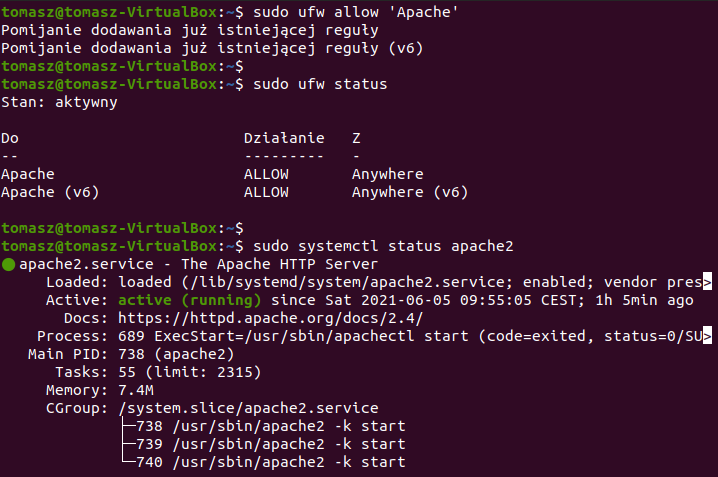 tomasz@tomasz-VirtualBox:~$ sudo ufw allow 'Apache'
Pomijanie dodawania już istniejącej reguły
Pomijanie dodawania już istniejącej reguły (v6)
tomasz@tomasz-VirtualBox:~$
tomasz@tomasz-VirtualBox:~$ sudo ufw status
Stan: aktywny
Do                         Działanie   Z
--                         ---------   -
Apache                     ALLOW       Anywhere
Apache (v6)                ALLOW       Anywhere (v6)
tomasz@tomasz-VirtualBox:~$
tomasz@tomasz-VirtualBox:~$ sudo systemctl status apache2
● apache2.service - The Apache HTTP Server
     Loaded: loaded (/lib/systemd/system/apache2.service; enabled; vendor pres>
     Active: active (running) since Sat 2021-06-05 09:55:05 CEST; 1h 5min ago
       Docs: https://httpd.apache.org/docs/2.4/
    Process: 689 ExecStart=/usr/sbin/apachectl start (code=exited, status=0/SU>
   Main PID: 738 (apache2)
      Tasks: 55 (limit: 2315)
     Memory: 7.4M
     CGroup: /system.slice/apache2.service
             ├─738 /usr/sbin/apache2 -k start
             ├─739 /usr/sbin/apache2 -k start
             └─740 /usr/sbin/apache2 -k start